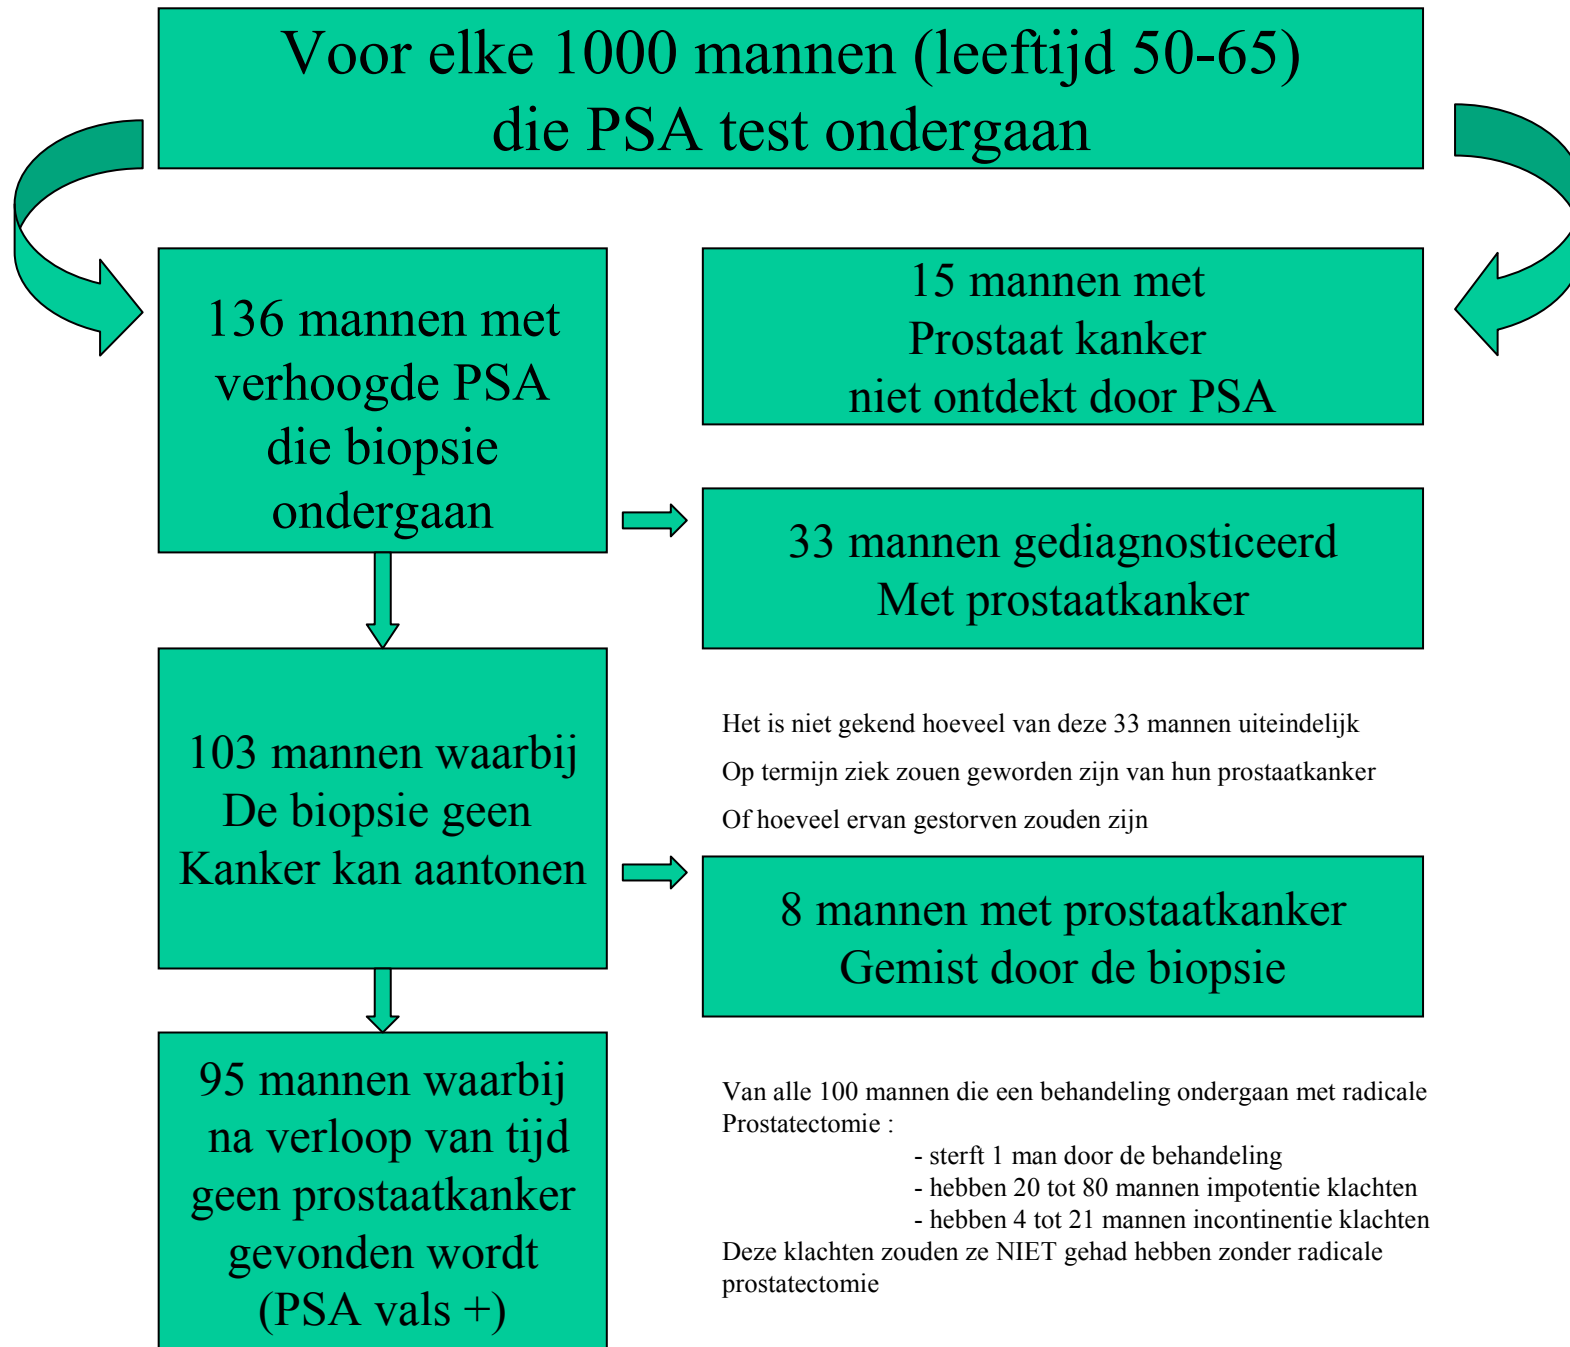 Voor elke 1000 mannen (leeftijd 50-65)
die PSA test ondergaan
136 mannen met
verhoogde PSA
die biopsie
ondergaan
15 mannen met
Prostaat kanker
niet ontdekt door PSA
33 mannen gediagnosticeerd
Met prostaatkanker
103 mannen waarbij
De biopsie geen
Kanker kan aantonen
Het is niet gekend hoeveel van deze 33 mannen uiteindelijk
Op termijn ziek zouen geworden zijn van hun prostaatkanker
Of hoeveel ervan gestorven zouden zijn
8 mannen met prostaatkanker
Gemist door de biopsie
95 mannen waarbij
na verloop van tijd
geen prostaatkanker
gevonden wordt
(PSA vals +)
Van alle 100 mannen die een behandeling ondergaan met radicale
Prostatectomie :
- sterft 1 man door de behandeling
- hebben 20 tot 80 mannen impotentie klachten
- hebben 4 tot 21 mannen incontinentie klachten
Deze klachten zouden ze NIET gehad hebben zonder radicale
prostatectomie